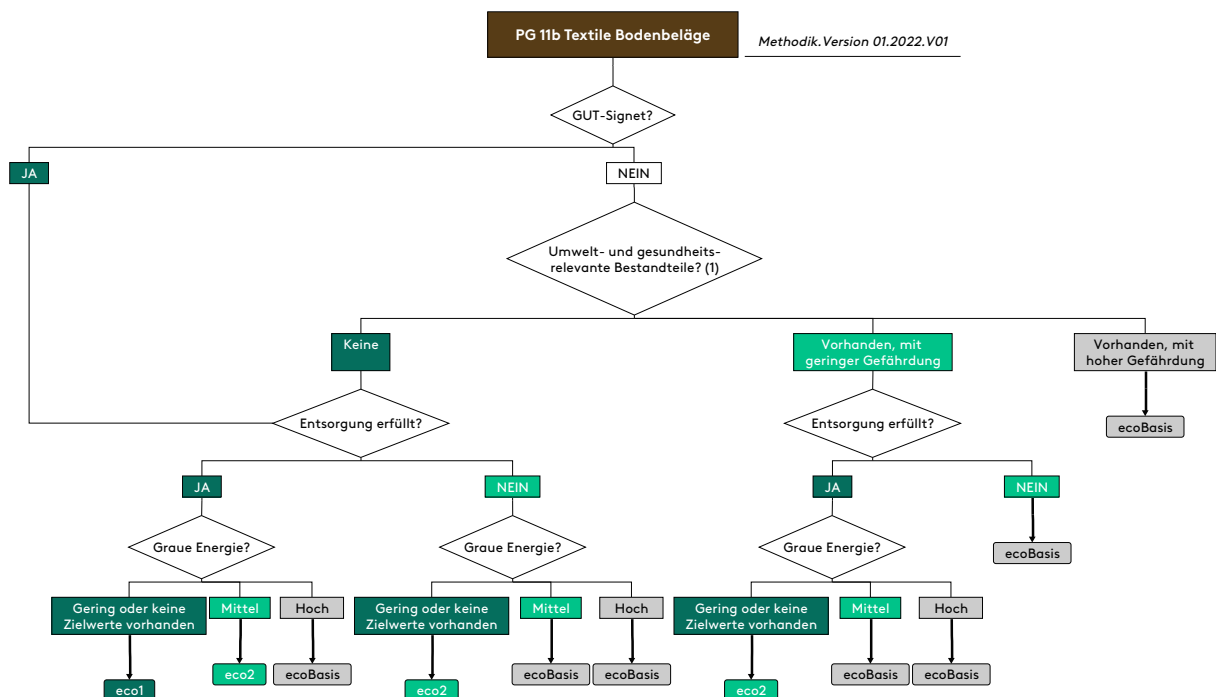 PG 11b Textile Bodenbeläge
Methodik.Version 01.2022.V01
GUT-Signet?
JA
NEIN
Umwelt- und gesundheits-
relevante Bestandteile? (1)
Keine
Vorhanden, mit
geringer Gefährdung
Vorhanden, mit
hoher Gefährdung
Entsorgung erfüllt?
Entsorgung erfüllt?
ecoBasis
JA
NEIN
JA
NEIN
Graue Energie?
Graue Energie?
Graue Energie?
ecoBasis
Gering oder keine
Zielwerte vorhanden
Mittel
Hoch
Gering oder keine
Zielwerte vorhanden
Mittel
Hoch
Gering oder keine
Zielwerte vorhanden
Mittel
Hoch
eco1
eco2
ecoBasis
eco2
ecoBasis
ecoBasis
eco2
ecoBasis
ecoBasis